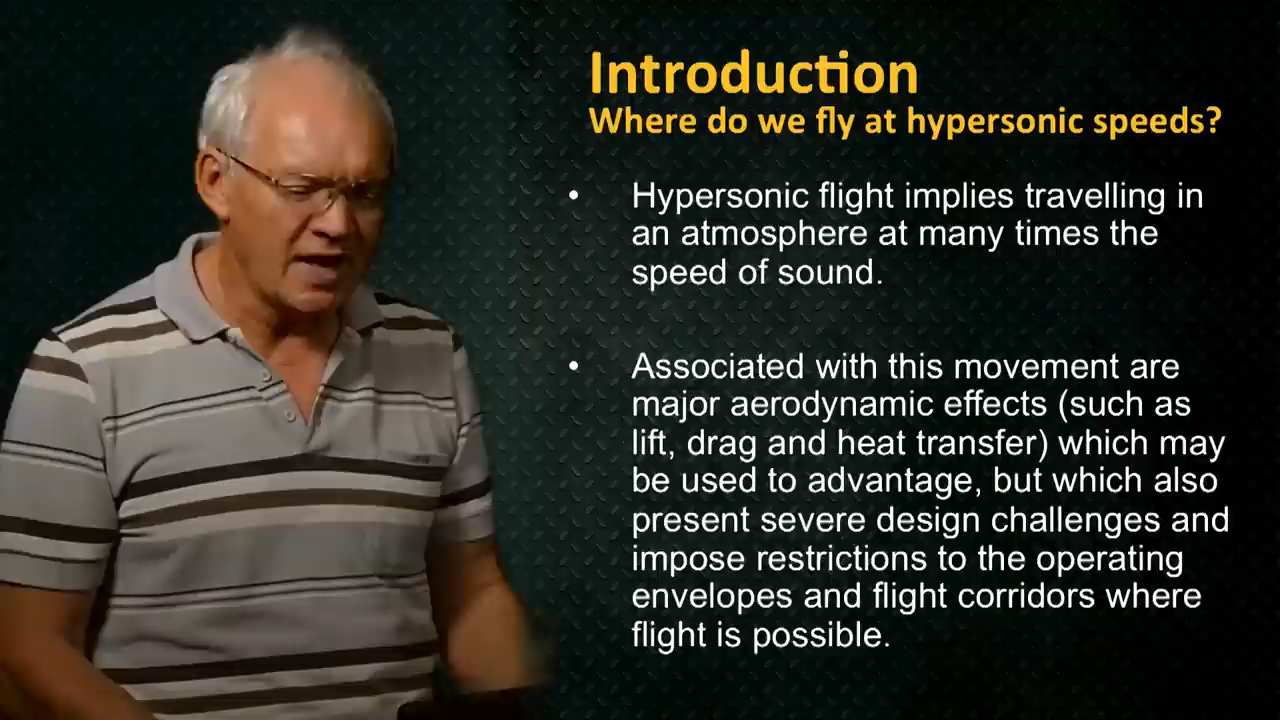 Introduction
Where do we fly at hypersonic speeds?
• Hypersonic flight implies travelling in
an atmosphere at many times the
speed of sound.
• Associated with this movement are
major aerodynamic effects (such as
lift, drag and heat transfer) which may
be used to advantage, but which also
present severe design challenges and
impose restrictions to the operating
envelopes and flight corridors where
flight is possible.